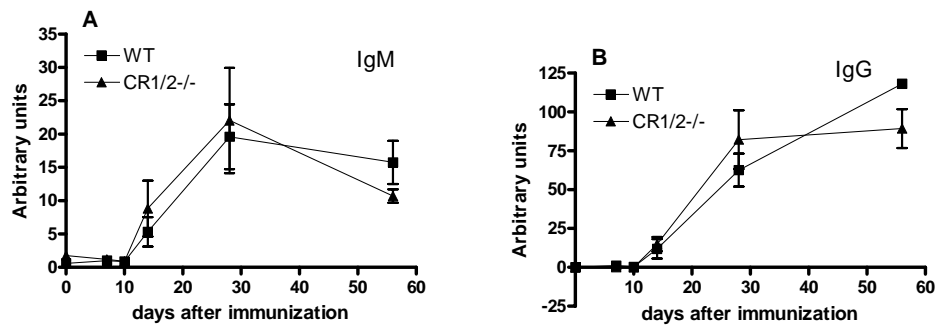 A
IgM
WT
CR1/2-/-
Arbitrary units
35
30
25
20
15
10
5
0
0 10 20 30 40 50 60
days after immunization
B
IgG
WT
CR1/2-/-
Arbitrary units
125
100
75
50
25
0
-25
10 20 30 40 50 60
days after immunization